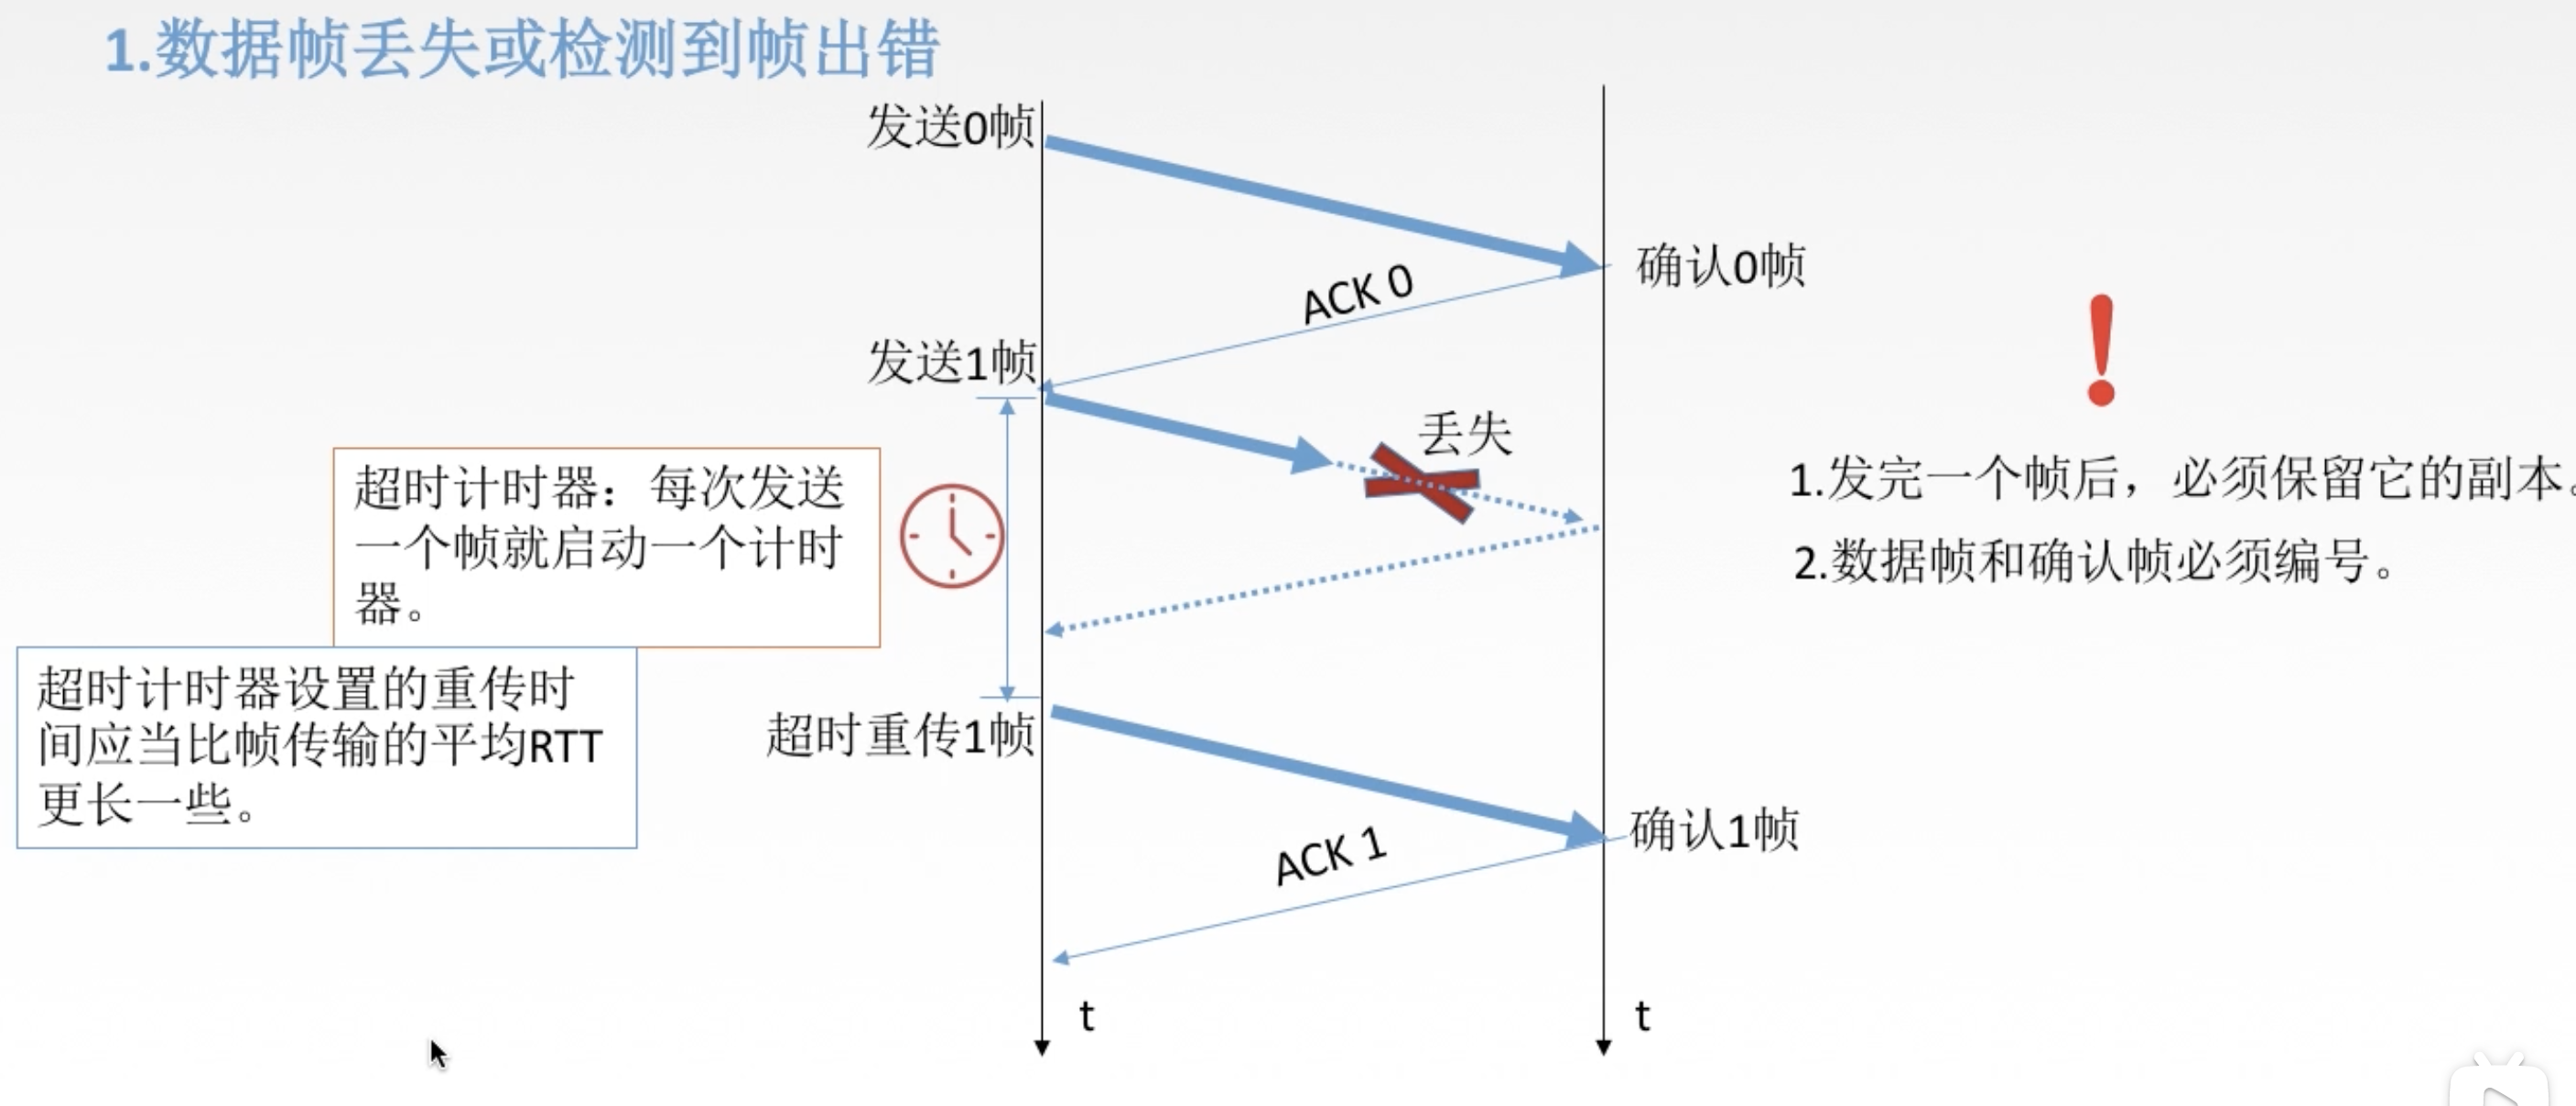 1.数据帧丢失或检测到帧出错
发送0帧
确认0帧
ACK 0
发送1帧
丢失
超时计时器：每次发送
一个帧就启动一个计时
器。
1.发完一个帧后，必须保留它的副本。
2.数据帧和确认帧必须编号。
超时计时器设置的重传时
间应当比帧传输的平均RTT
更长一些。
超时重传1帧
确认1帧
ACK 1
t
t